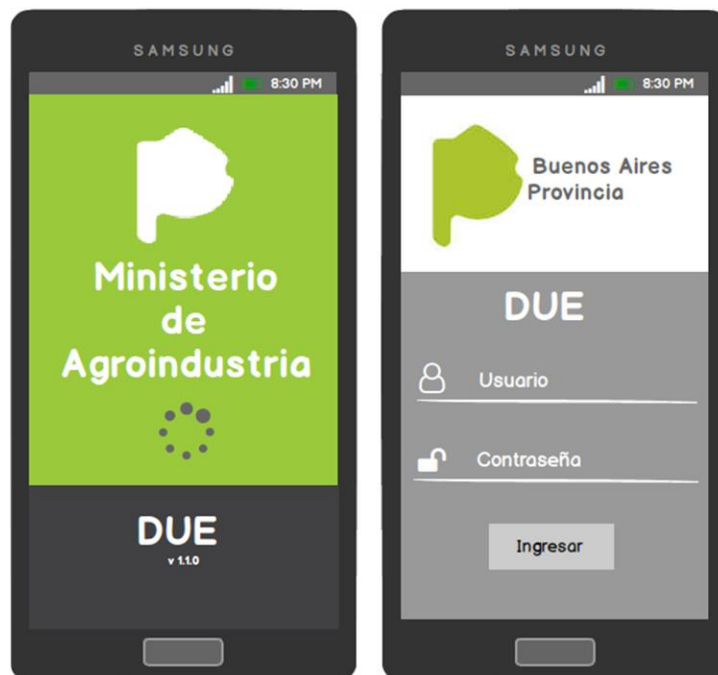 SAMSUNG
8:30 PM
Ministerio
de
Agroindustria
DUE
v 1.1.0
SAMSUNG
8:30 PM
Buenos Aires
Provincia
DUE
Usuario
Contraseña
Ingresar